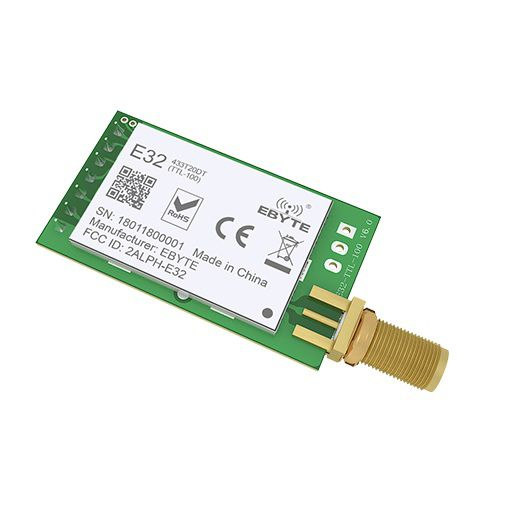 E32 433T20DT
(TTL-100)
EBYTE
RoHS
CE
SN: 18011800001
Made in China
Manufacturer: EBYTE
FCC ID: 2ALPH-E32
E32-TTL-100 V6.0